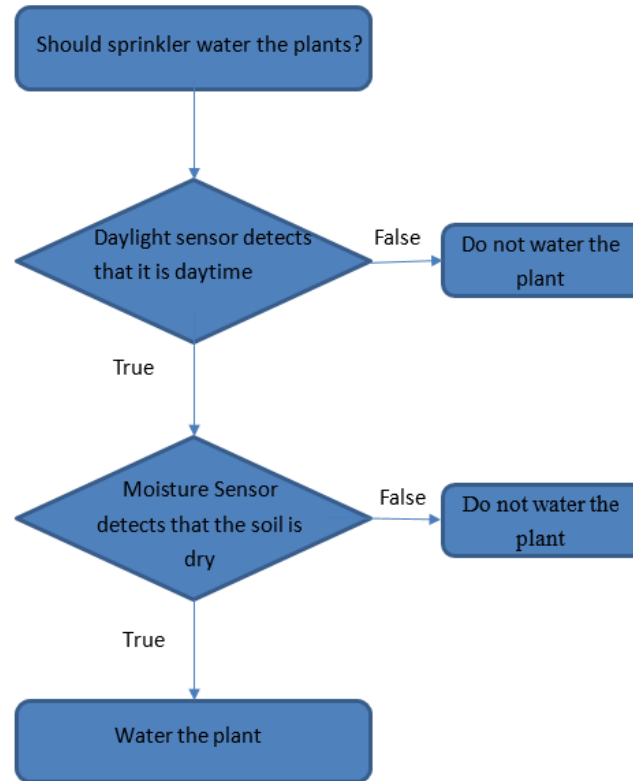 Should sprinkler water the plants?
Daylight sensor detects
that it is daytime
False
Do not water the
plant
True
Moisture Sensor
detects that the soil is
dry
False
Do not water the
plant
True
Water the plant